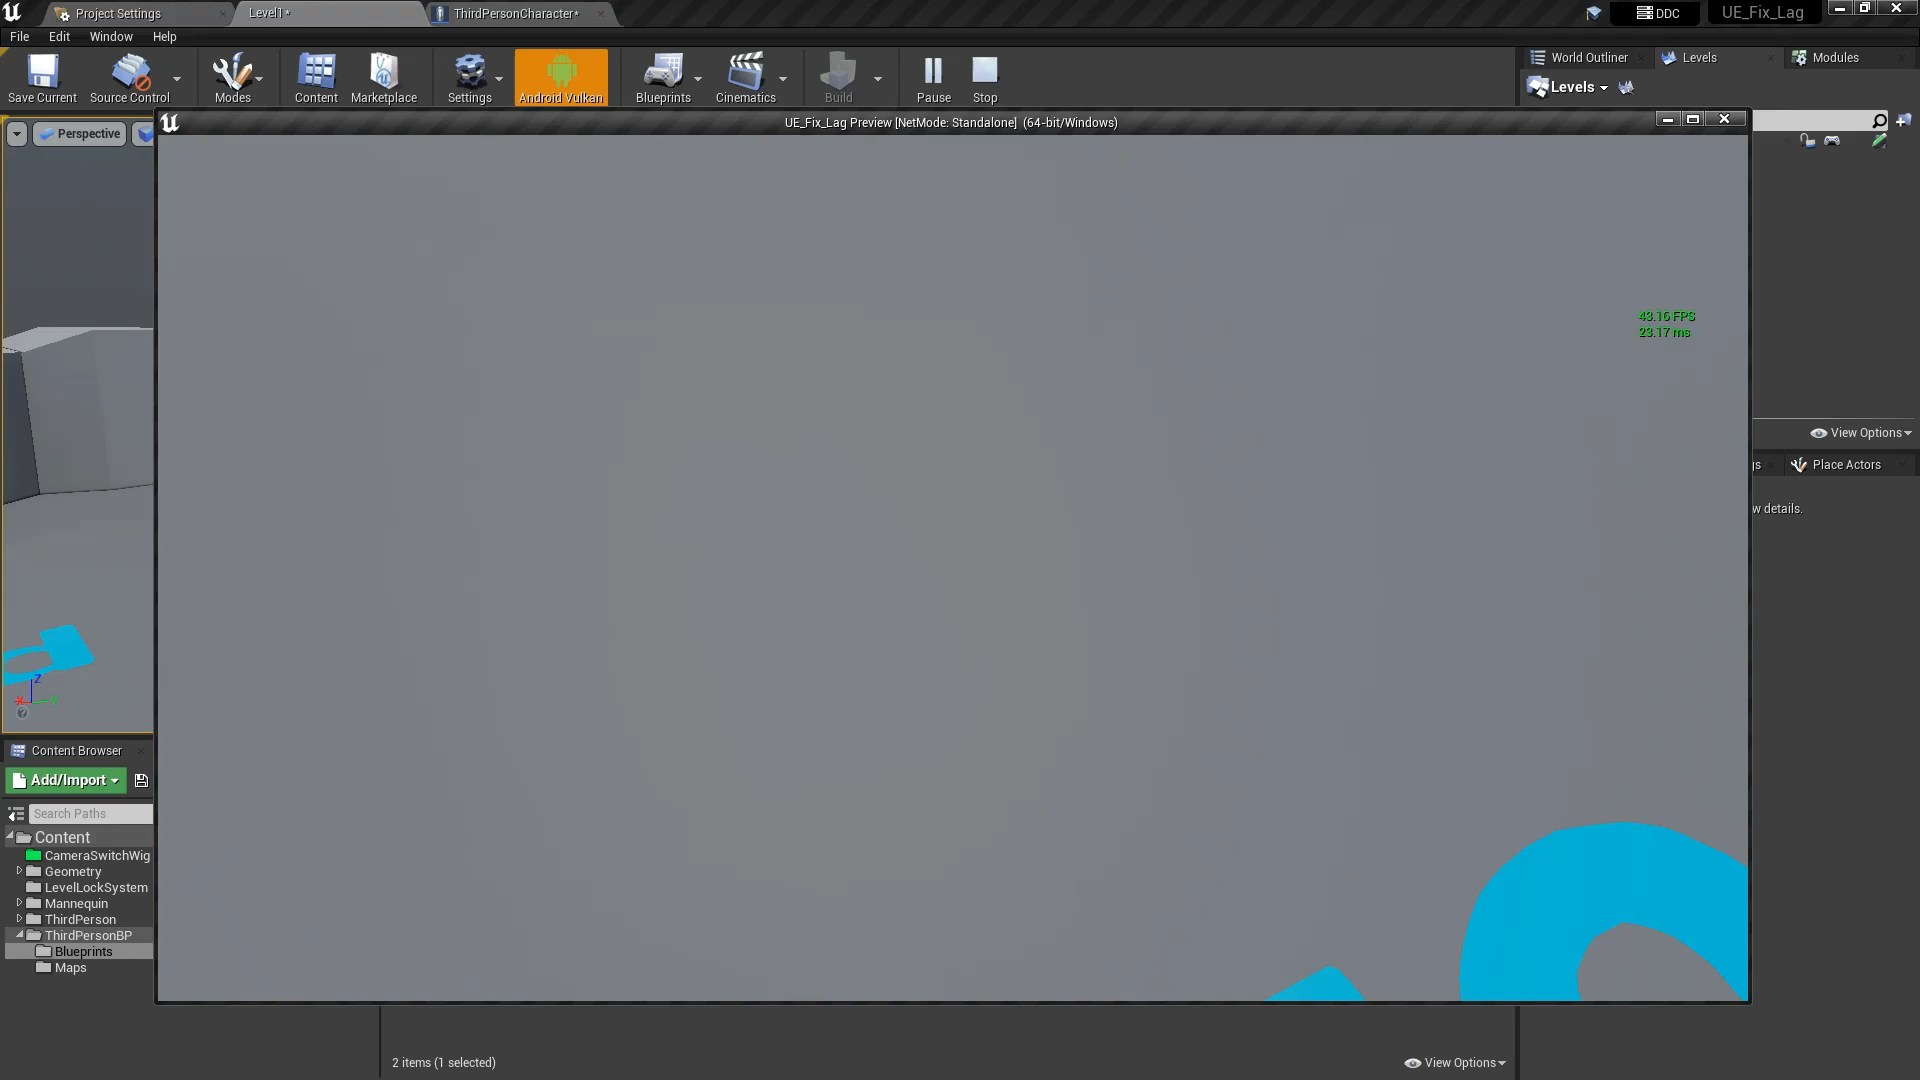 Project Settings
Level1*
ThirdPersonCharacter*
DDC
UE_Fix_Lag
File
Edit
Window
Help
Save Current
Source Control
Modes
Content
Marketplace
Settings
Android Vulkan
Blueprints
Cinematics
Build
Pause
Stop
World Outliner
Levels
Modules
Levels
Perspective
UE_Fix_Lag Preview [NetMode: Standalone] (64-bit/Windows)
43.16 FPS
23.17 ms
View Options
gs
Place Actors
w details.
Z
X
Y
Content Browser
Add/Import
Search Paths
Content
CameraSwitchWig
Geometry
LevelLockSystem
Mannequin
ThirdPerson
ThirdPersonBP
Blueprints
Maps
2 items (1 selected)
View Options